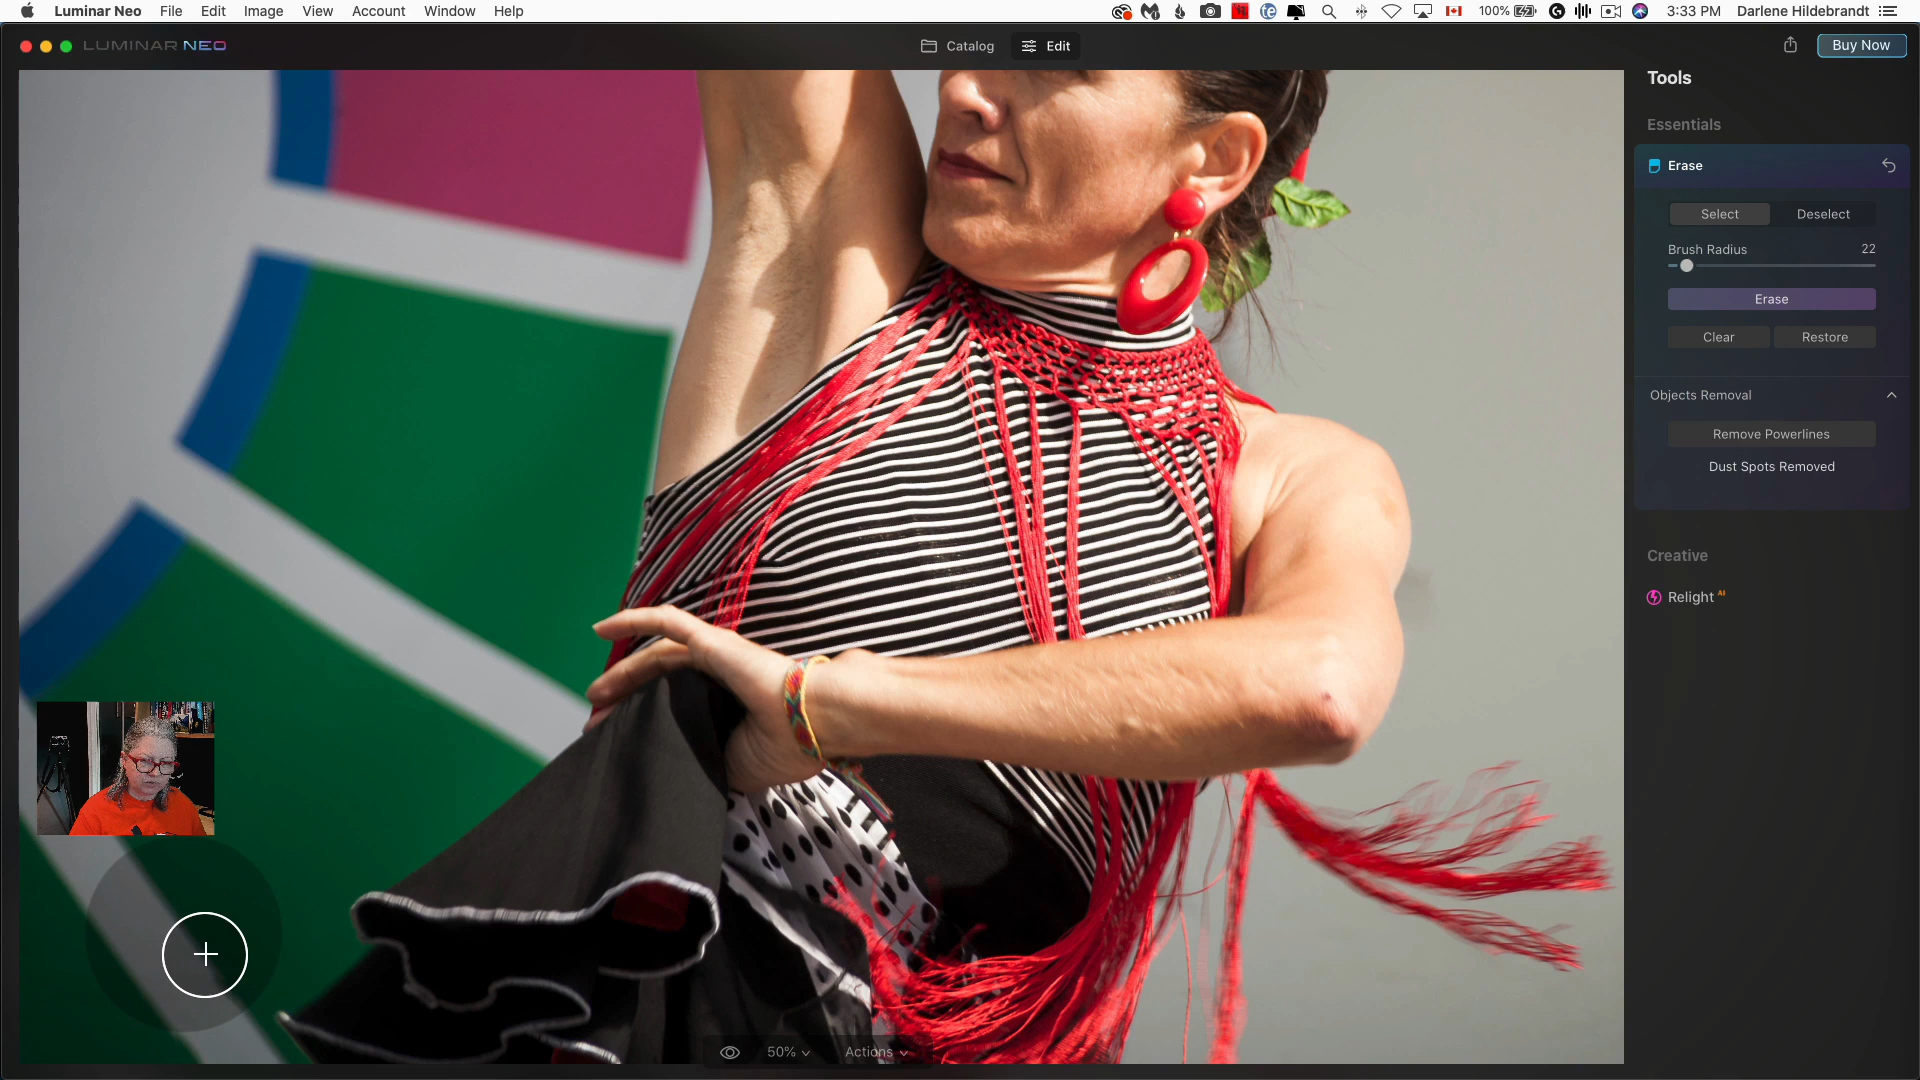 Luminar Neo File Edit Image View Account Window Help 100% 3:33 PM Darlene Hildebrandt
LUMINAR NEO Catalog Edit Buy Now
Tools
Essentials
Erase
Select Deselect
Brush Radius 22
Erase
Clear Restore
Objects Removal
Remove Powerlines
Dust Spots Removed
Creative
Relight AI
50% Actions